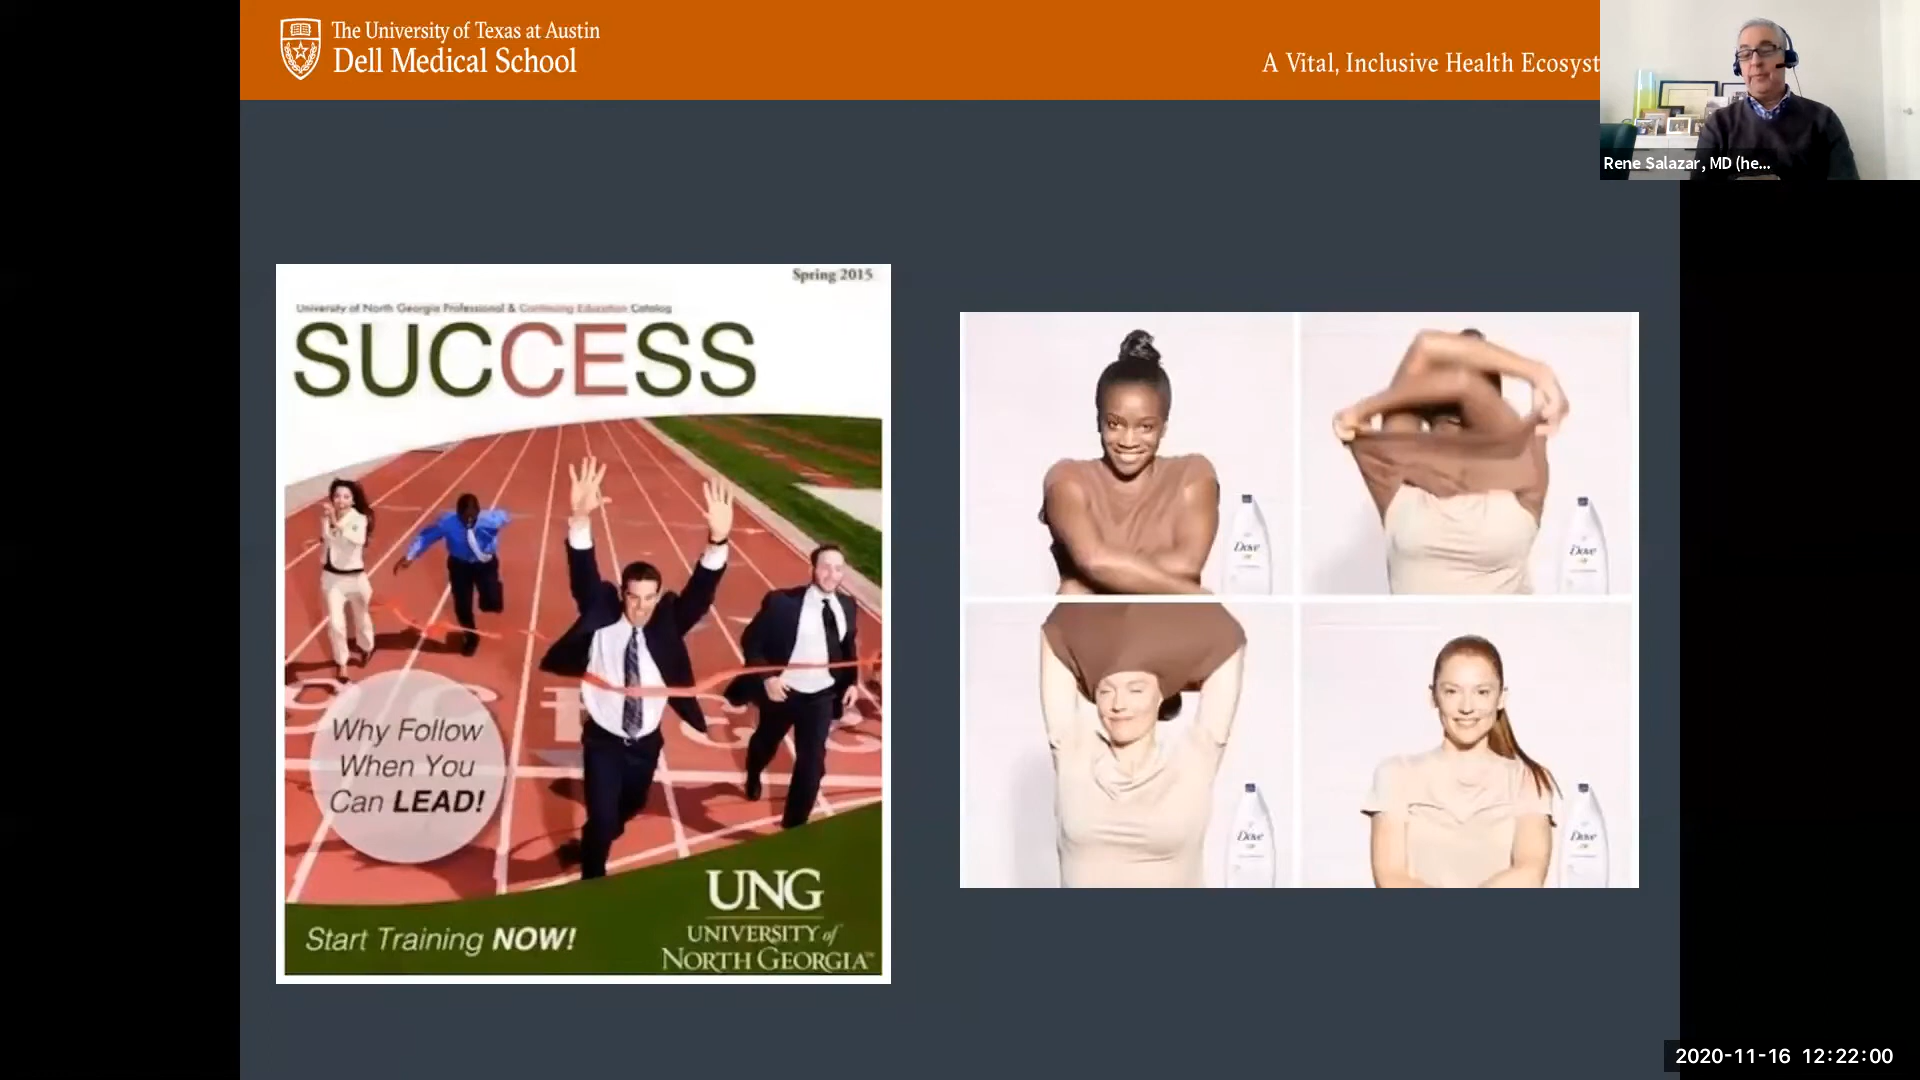 The University of Texas at Austin
Dell Medical School
A Vital, Inclusive Health Ecosyst
Rene Salazar, MD (he...
Spring 2015
University of North Georgia Professional & Continuing Education Catalog
SUCCESS
Why Follow
When You
Can LEAD!
Start Training NOW!
UNG
UNIVERSITY of
NORTH GEORGIA
Dove
Dove
Dove
Dove
2020-11-16 12:22:00